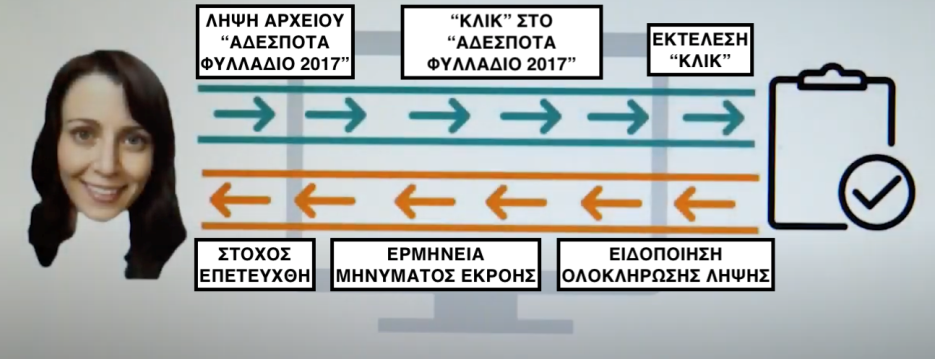 ΛΗΨΗ ΑΡΧΕΙΟΥ
“ΑΔΕΣΠΟΤΑ
ΦΥΛΛΑΔΙΟ 2017”
“ΚΛΙΚ” ΣΤΟ
“ΑΔΕΣΠΟΤΑ
ΦΥΛΛΑΔΙΟ 2017”
ΕΚΤΕΛΕΣΗ
“ΚΛΙΚ”
ΣΤΟΧΟΣ
ΕΠΕΤΕΥΧΘΗ
ΕΡΜΗΝΕΙΑ
ΜΗΝΥΜΑΤΟΣ ΕΚΡΟΗΣ
ΕΙΔΟΠΟΙΗΣΗ
ΟΛΟΚΛΗΡΩΣΗΣ ΛΗΨΗΣ